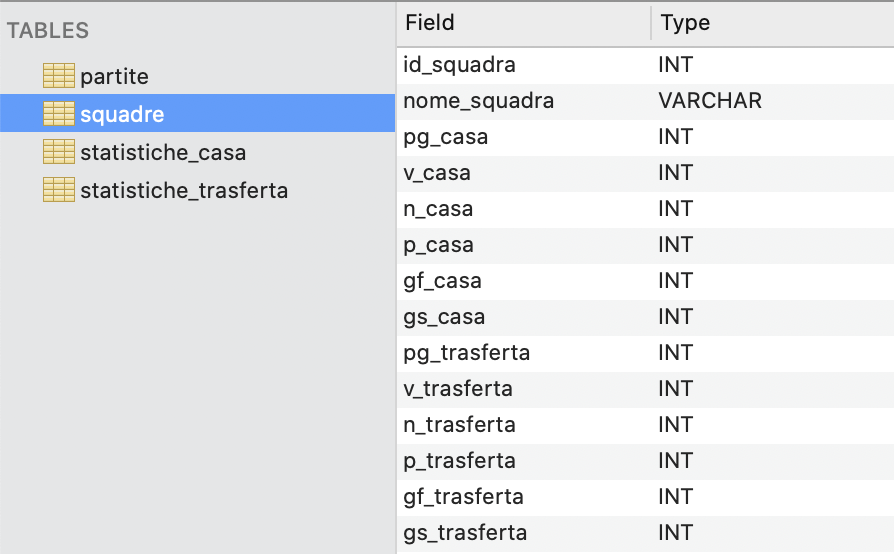 TABLES
partite
squadre
statistiche_casa
statistiche_trasferta
Field Type
id_squadra INT
nome_squadra VARCHAR
pg_casa INT
v_casa INT
n_casa INT
p_casa INT
gf_casa INT
gs_casa INT
pg_trasferta INT
v_trasferta INT
n_trasferta INT
p_trasferta INT
gf_trasferta INT
gs_trasferta INT